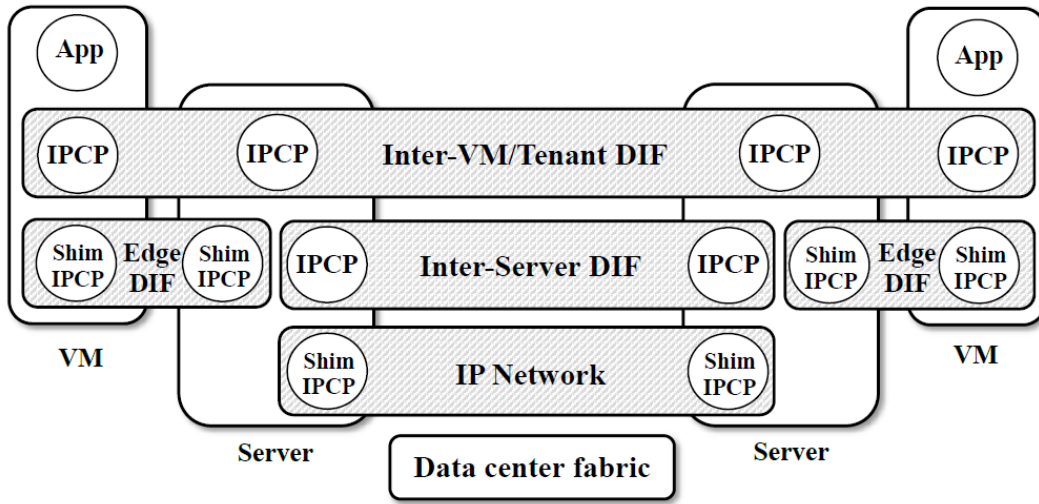 App
App
IPCP
IPCP
Inter-VM/Tenant DIF
IPCP
IPCP
Shim
IPCP
Edge
DIF
Shim
IPCP
IPCP
Inter-Server DIF
IPCP
Shim
IPCP
Edge
DIF
Shim
IPCP
VM
Shim
IPCP
IP Network
Shim
IPCP
VM
Server
Data center fabric
Server